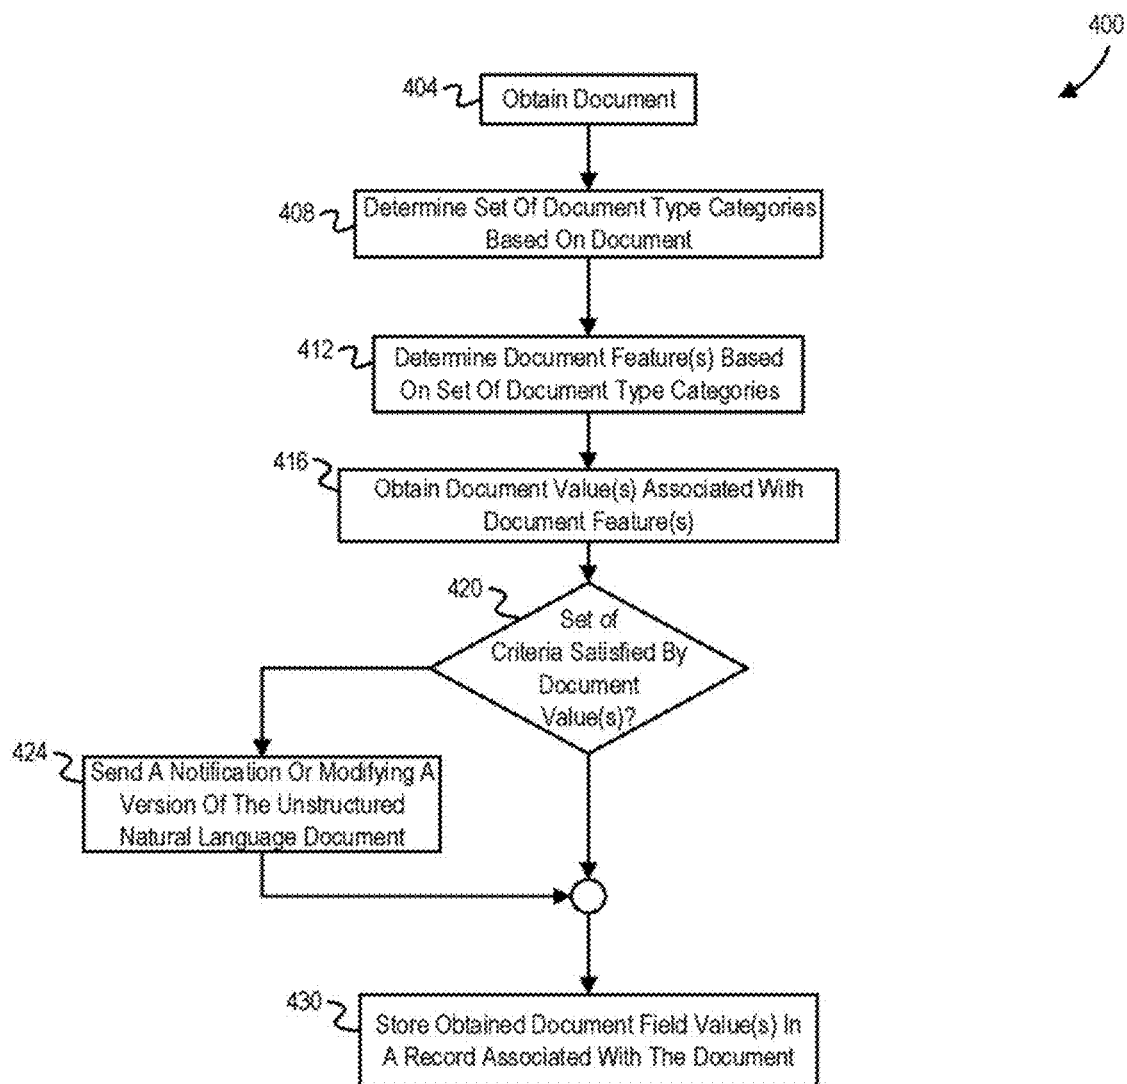 400
404
Obtain Document
408
Determine Set Of Document Type Categories
Based On Document
412
Determine Document Feature(s) Based
On Set Of Document Type Categories
416
Obtain Document Value(s) Associated With
Document Feature(s)
420
Set of
Criteria Satisfied By
Document
Value(s)?
424
Send A Notification Or Modifying A
Version Of The Unstructured
Natural Language Document
430
Store Obtained Document Field Value(s) In
A Record Associated With The Document